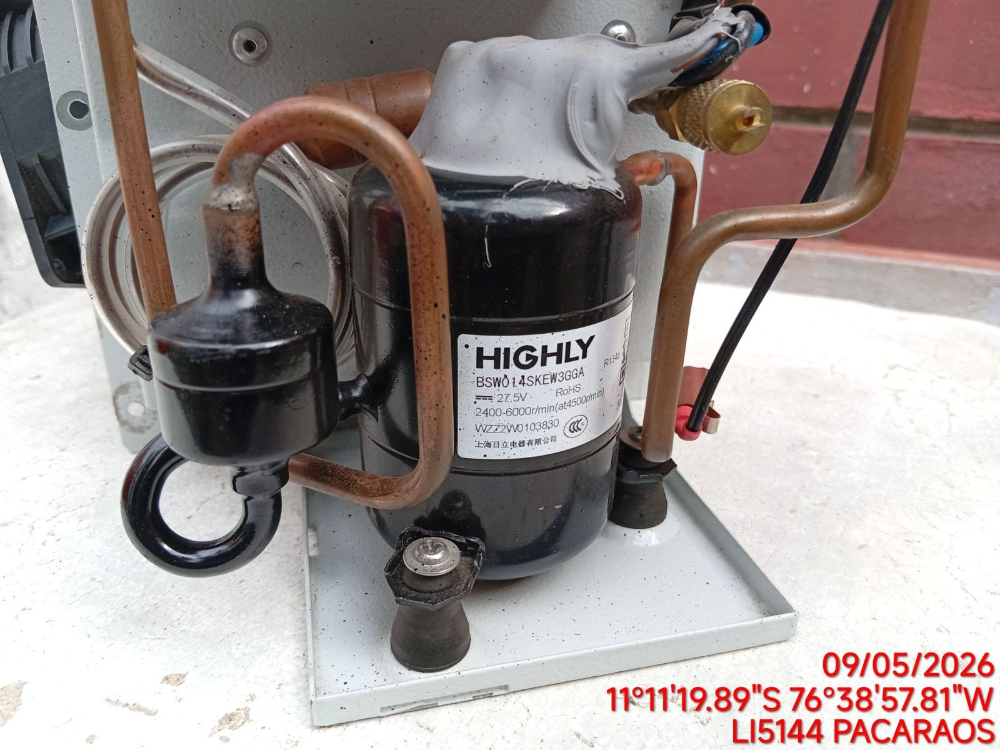 HIGHLY
BSW014SKEW3GGA
R134a
27.5V RoHS
2400-6000r/min(at4500r/min)
WZZ2W0103830
上海日立电器有限公司
09/05/2026
11°11'19.89"S 76°38'57.81"W
LI5144 PACARAOS